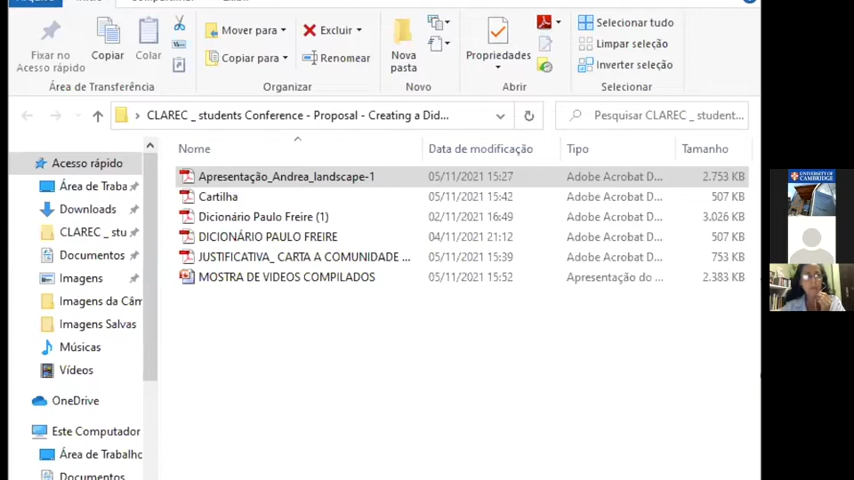 Mover para
Excluir
Selecionar tudo
Fixar no
Acesso rápido
Copiar
Colar
Copiar para
Renomear
Nova
pasta
Propriedades
Limpar seleção
Inverter seleção
Área de Transferência
Organizar
Novo
Abrir
Selecionar
CLAREC _ students Conference - Proposal - Creating a Did...
Pesquisar CLAREC _ student...
Nome
Data de modificação
Tipo
Tamanho
Acesso rápido
Área de Traba
Downloads
CLAREC _ stu
Documentos
Imagens
Imagens da Câm
Imagens Salvas
Músicas
Vídeos
OneDrive
Este Computador
Área de Trabalho
Documentos
Apresentação_Andrea_landscape-1 05/11/2021 15:27 Adobe Acrobat D... 2.753 KB
Cartilha 05/11/2021 15:42 Adobe Acrobat D... 507 KB
Dicionário Paulo Freire (1) 02/11/2021 16:49 Adobe Acrobat D... 3.026 KB
DICIONÁRIO PAULO FREIRE 04/11/2021 21:12 Adobe Acrobat D... 507 KB
JUSTIFICATIVA_ CARTA A COMUNIDADE ... 05/11/2021 15:39 Adobe Acrobat D... 753 KB
MOSTRA DE VIDEOS COMPILADOS 05/11/2021 15:52 Apresentação do ... 2.383 KB
UNIVERSITY OF
CAMBRIDGE